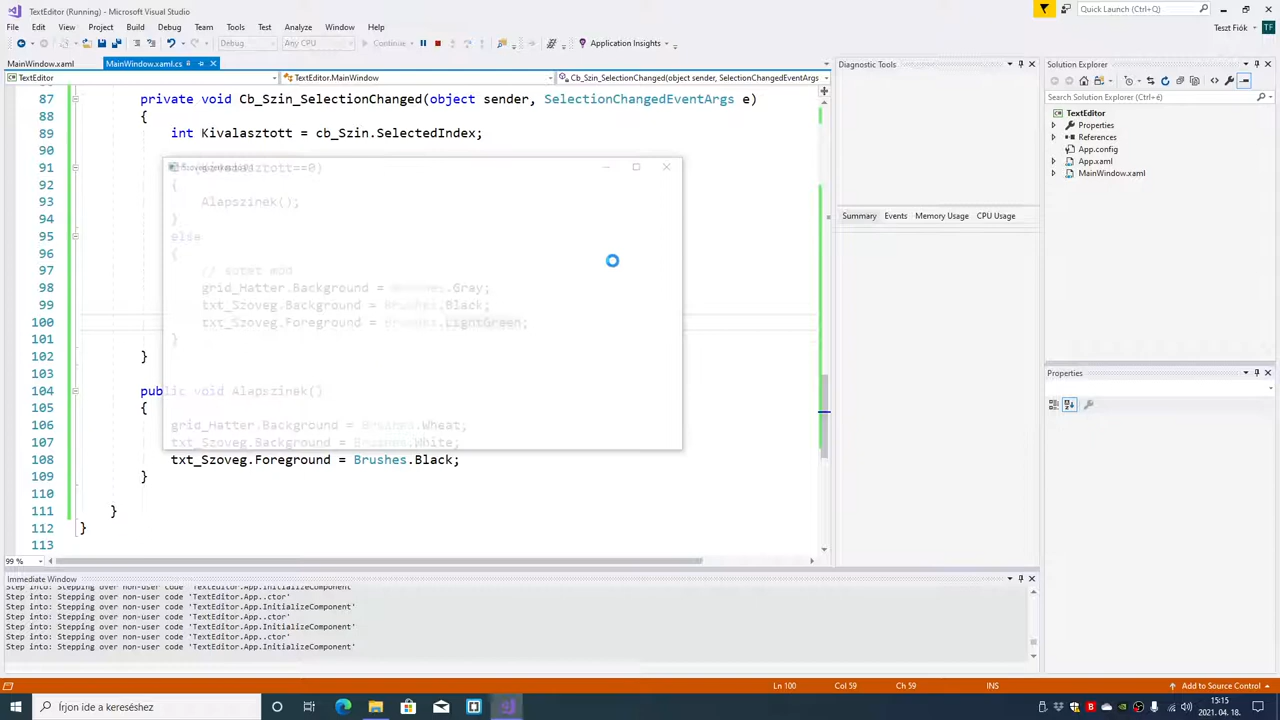 TextEditor (Running) - Microsoft Visual Studio
Quick Launch (Ctrl+Q)
File Edit View Project Build Debug Team Tools Test Analyze Window Help
Teszt Fiók TF
Debug Any CPU Continue Application Insights
MainWindow.xaml MainWindow.xaml.cs
TextEditor TextEditor.MainWindow Cb_Szin_SelectionChanged(object sender, SelectionChangedEventArgs
87 private void Cb_Szin_SelectionChanged(object sender, SelectionChangedEventArgs e)
88 {
89 int Kivalasztott = cb_Szin.SelectedIndex;
90
91
92 {
93 Alapszinek();
94 }
95 else
96 {
97 // sötét mód
98 grid_Hatter.Background = Brushes.Gray;
99 txt_Szoveg.Background = Brushes.Black;
100 txt_Szoveg.Foreground = Brushes.LightGreen;
101 }
102 }
103
104 public void Alapszinek()
105 {
106 grid_Hatter.Background = Brushes.Wheat;
107 txt_Szoveg.Background = Brushes.White;
108 txt_Szoveg.Foreground = Brushes.Black;
109 }
110
111 }
112 }
113
99 %
Diagnostic Tools
Summary Events Memory Usage CPU Usage
Solution Explorer
Search Solution Explorer (Ctrl+é)
TextEditor
Properties
References
App.config
App.xaml
MainWindow.xaml
Properties
Immediate Window
Step into: Stepping over non-user code 'TextEditor.App.InitializeComponent'
Step into: Stepping over non-user code 'TextEditor.App..ctor'
Step into: Stepping over non-user code 'TextEditor.App.InitializeComponent'
Step into: Stepping over non-user code 'TextEditor.App..ctor'
Step into: Stepping over non-user code 'TextEditor.App.InitializeComponent'
Step into: Stepping over non-user code 'TextEditor.App..ctor'
Step into: Stepping over non-user code 'TextEditor.App.InitializeComponent'
Ln 100 Col 59 Ch 59 INS Add to Source Control
Írjon ide a kereséshez
15:15
2021. 04. 18.